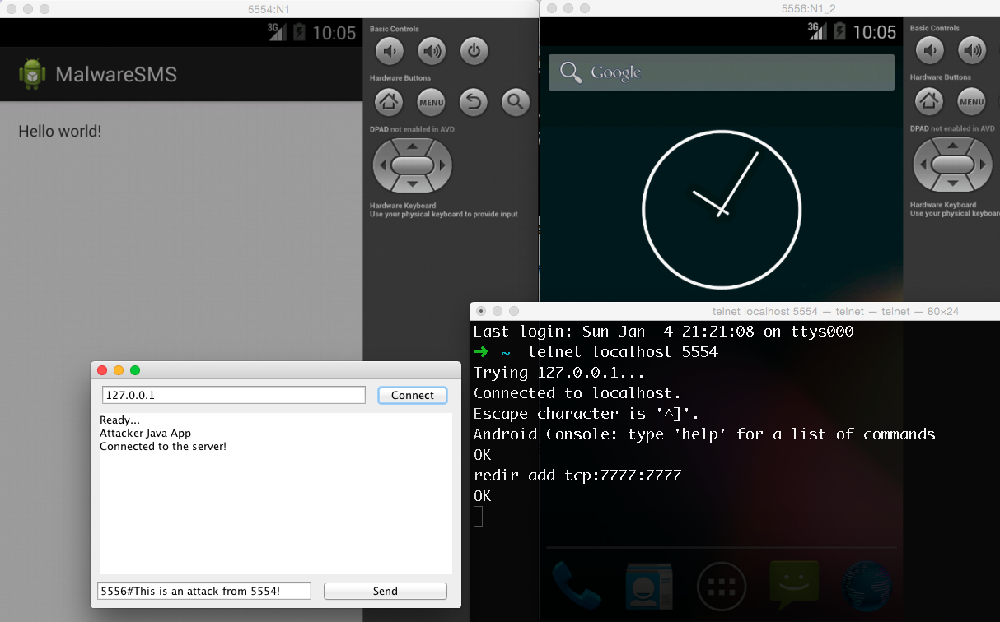 5554:N1
3G 10:05
MalwareSMS
Hello world!
Basic Controls
Hardware Buttons
MENU
DPAD not enabled in AVD
Hardware Keyboard
Use your physical keyboard to provide input
5556:N1_2
3G 10:05
Google
Basic Controls
Hardware Buttons
MENU
DPAD not enabled in AVD
Hardware Keyboard
Use your physical keyboar
telnet localhost 5554 — telnet — telnet — 80×24
Last login: Sun Jan  4 21:21:08 on ttys000
➜  ~  telnet localhost 5554
Trying 127.0.0.1...
Connected to localhost.
Escape character is '^]'.
Android Console: type 'help' for a list of commands
OK
redir add tcp:7777:7777
OK
127.0.0.1 Connect
Ready...
Attacker Java App
Connected to the server!
5556#This is an attack from 5554! Send